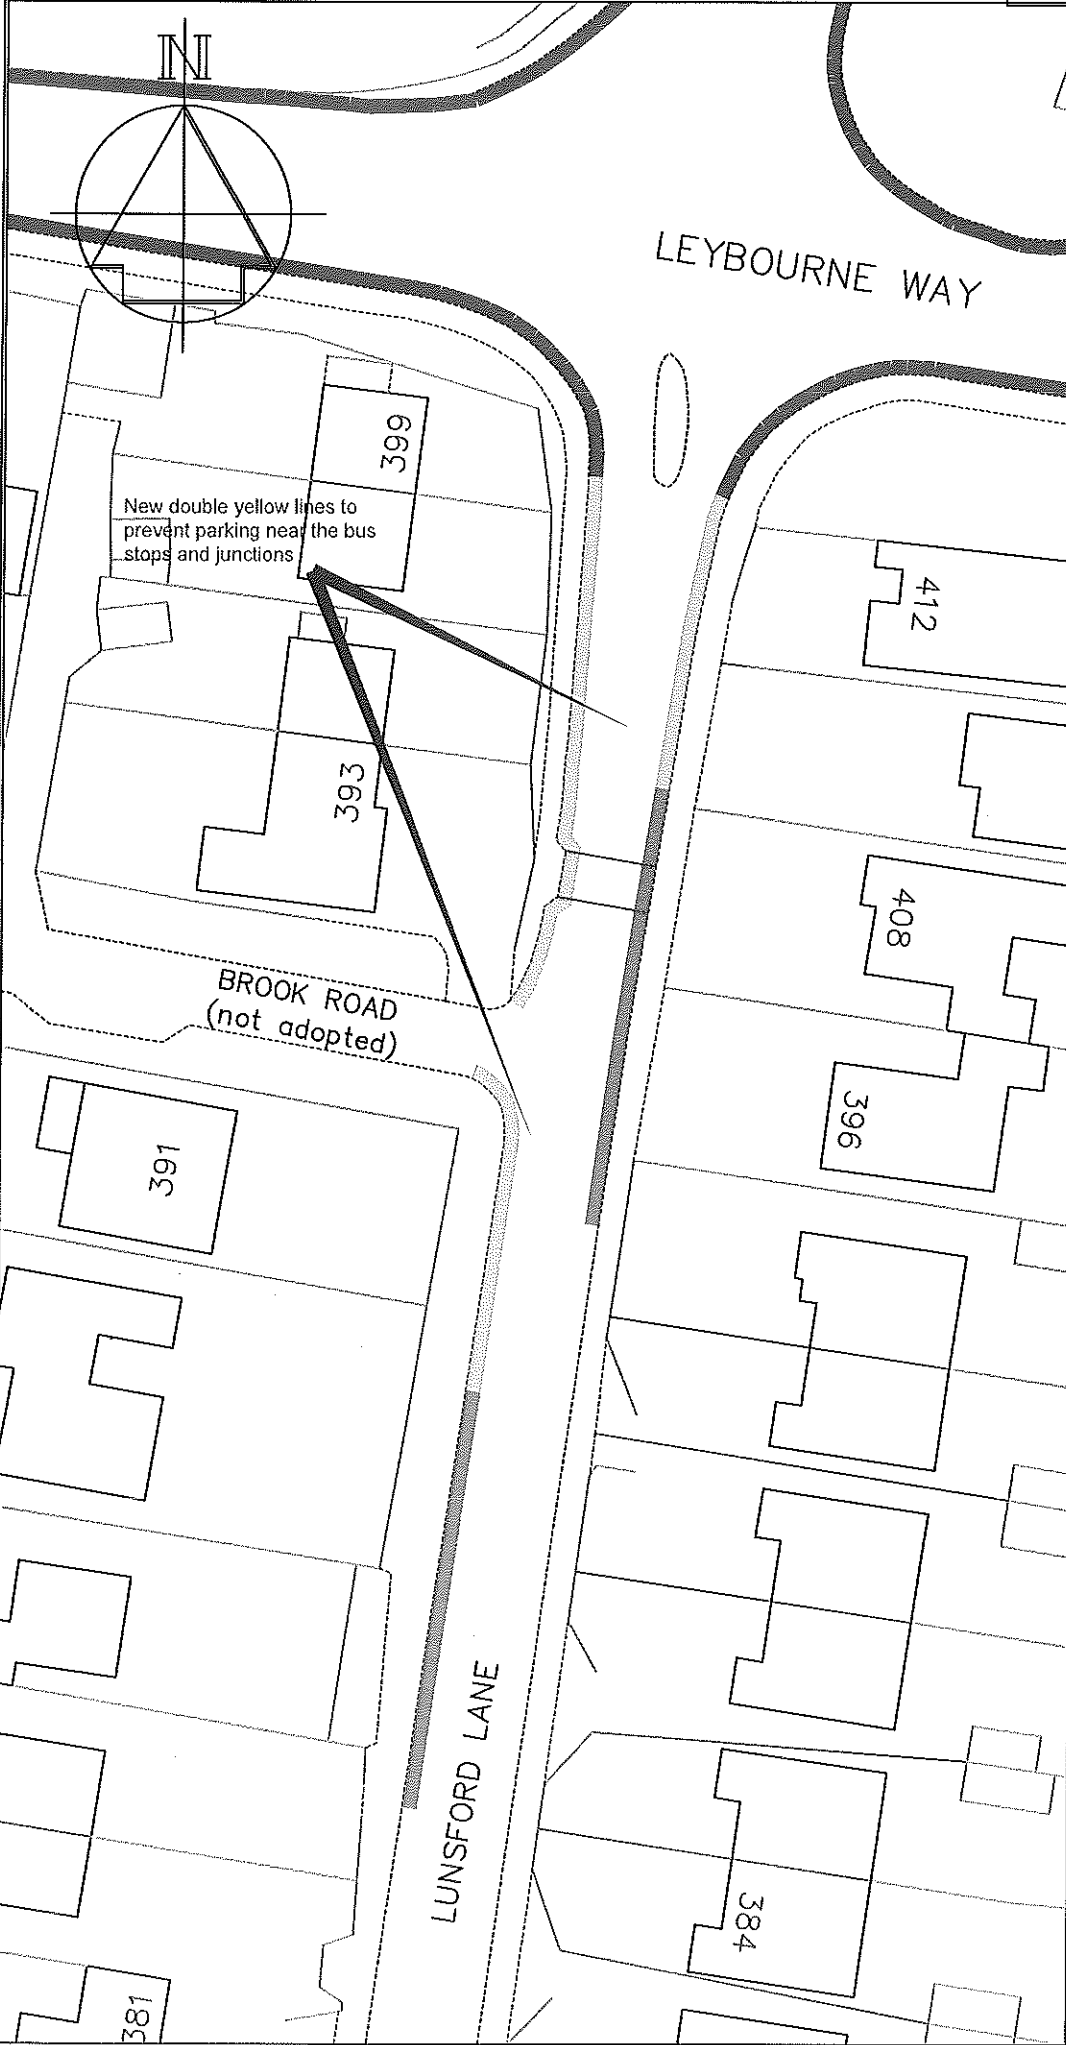 N
LEYBOURNE WAY
399
New double yellow lines to
prevent parking near the bus
stops and junctions
412
393
408
BROOK ROAD
(not adopted)
396
391
LUNSFORD LANE
384
381